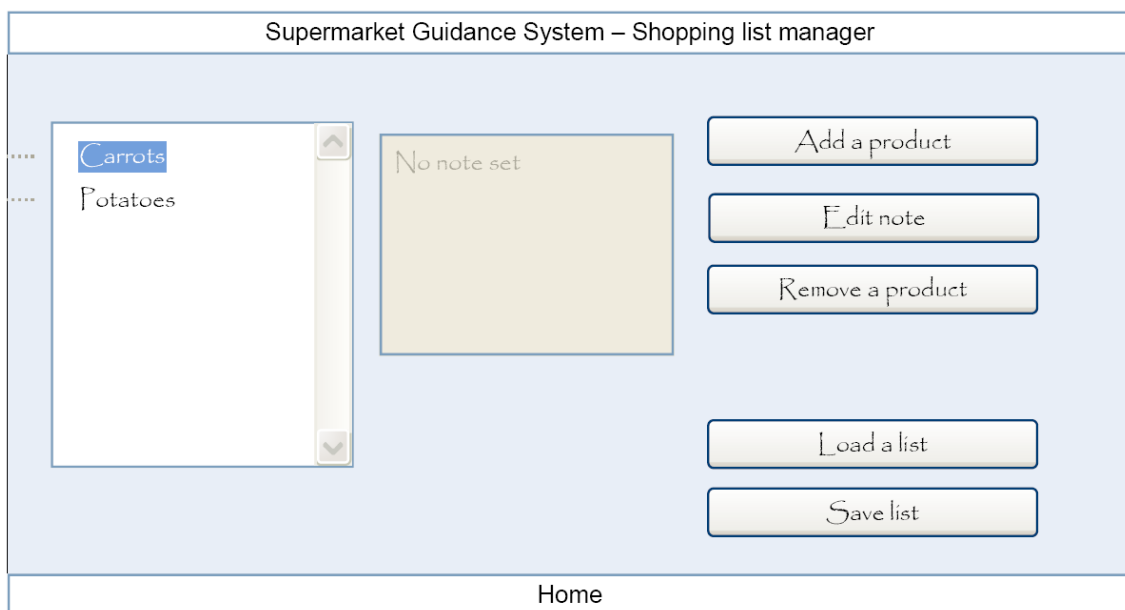 Supermarket Guidance System – Shopping list manager
Carrots
Potatoes
No note set
Add a product
Edit note
Remove a product
Load a list
Save list
Home